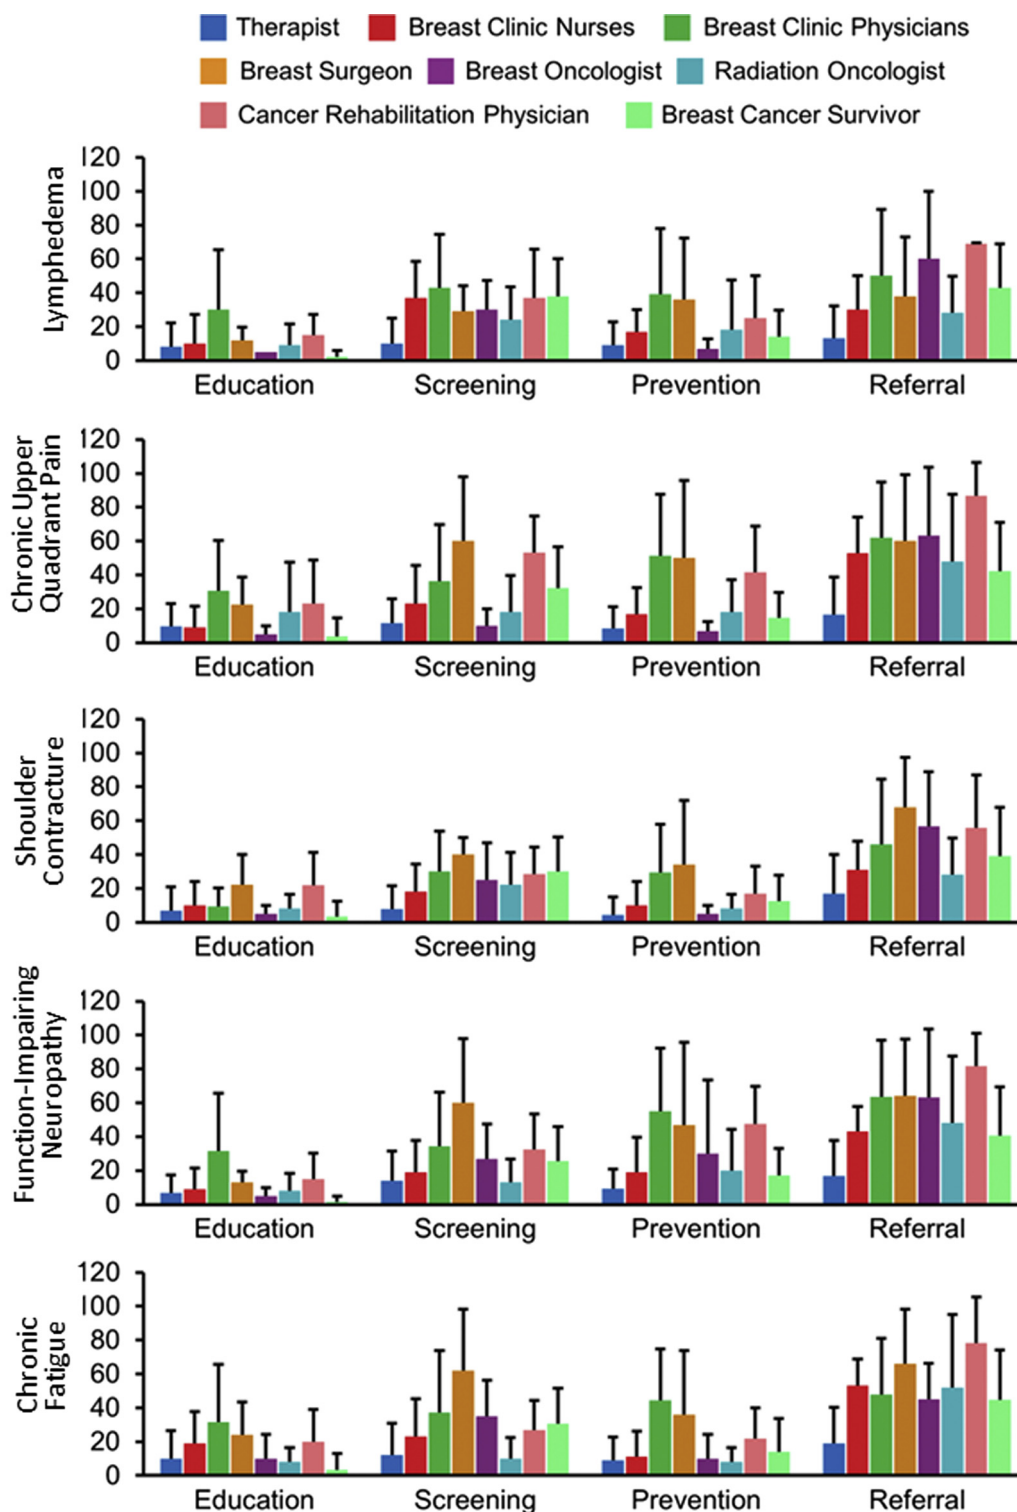 Therapist Breast Clinic Nurses Breast Clinic Physicians
Breast Surgeon Breast Oncologist Radiation Oncologist
Cancer Rehabilitation Physician Breast Cancer Survivor
Lymphedema
120
100
80
60
40
20
0
Education Screening Prevention Referral
Chronic Upper
Quadrant Pain
120
100
80
60
40
20
0
Education Screening Prevention Referral
Shoulder
Contracture
120
100
80
60
40
20
0
Education Screening Prevention Referral
Function-Impairing
Neuropathy
120
100
80
60
40
20
0
Education Screening Prevention Referral
Chronic
Fatigue
120
100
80
60
40
20
0
Education Screening Prevention Referral